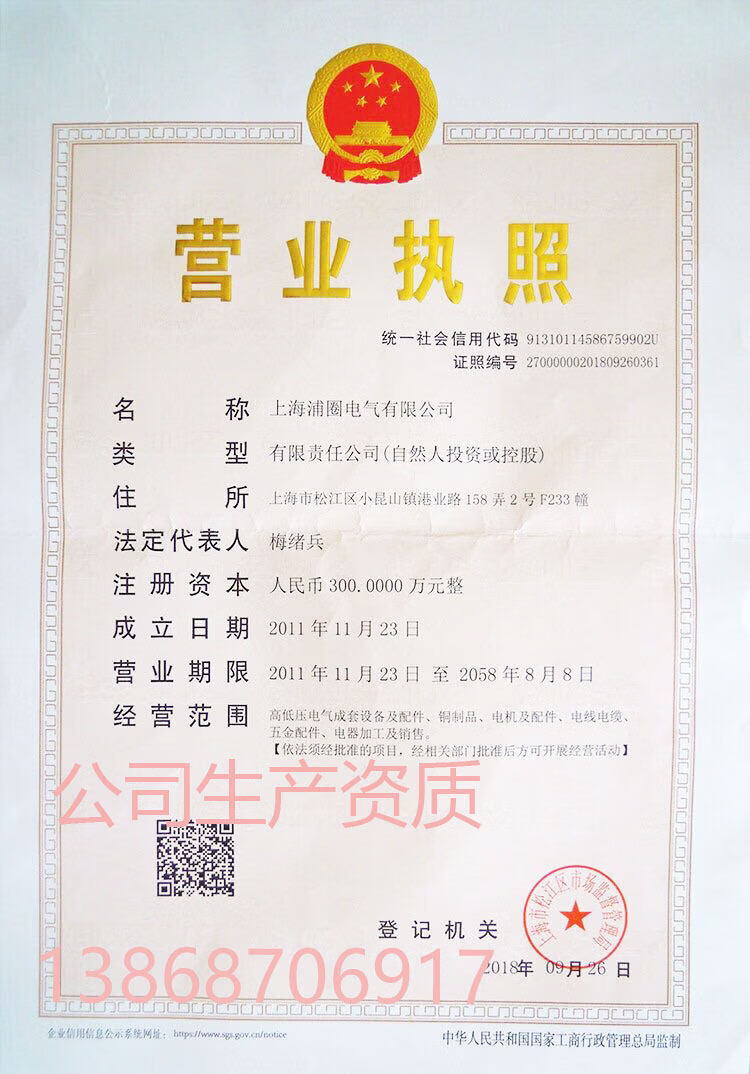 营业执照
统一社会信用代码 91310114586759902U
证照编号 27000000201809260361
名称 上海浦圈电气有限公司
类型 有限责任公司(自然人投资或控股)
住所 上海市松江区小昆山镇港业路158弄2号F233幢
法定代表人 梅绪兵
注册资本 人民币300.0000万元整
成立日期 2011年11月23日
营业期限 2011年11月23日 至 2058年8月8日
经营范围 高低压电气成套设备及配件、铜制品、电机及配件、电线电缆、
五金配件、电器加工及销售。
【依法须经批准的项目，经相关部门批准后方可开展经营活动】
公司生产资质
上海市松江区市场监督管理局
登记机关
13868706917
2018年 09月 26日
企业信用信息公示系统网址： https://www.sgs.gov.cn/notice
中华人民共和国国家工商行政管理总局监制